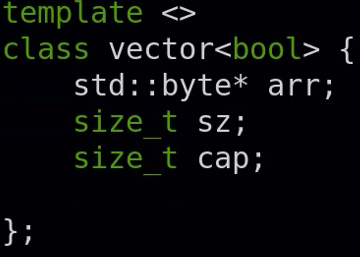 template <>
class vector<bool> {
    std::byte* arr;
    size_t sz;
    size_t cap;

};